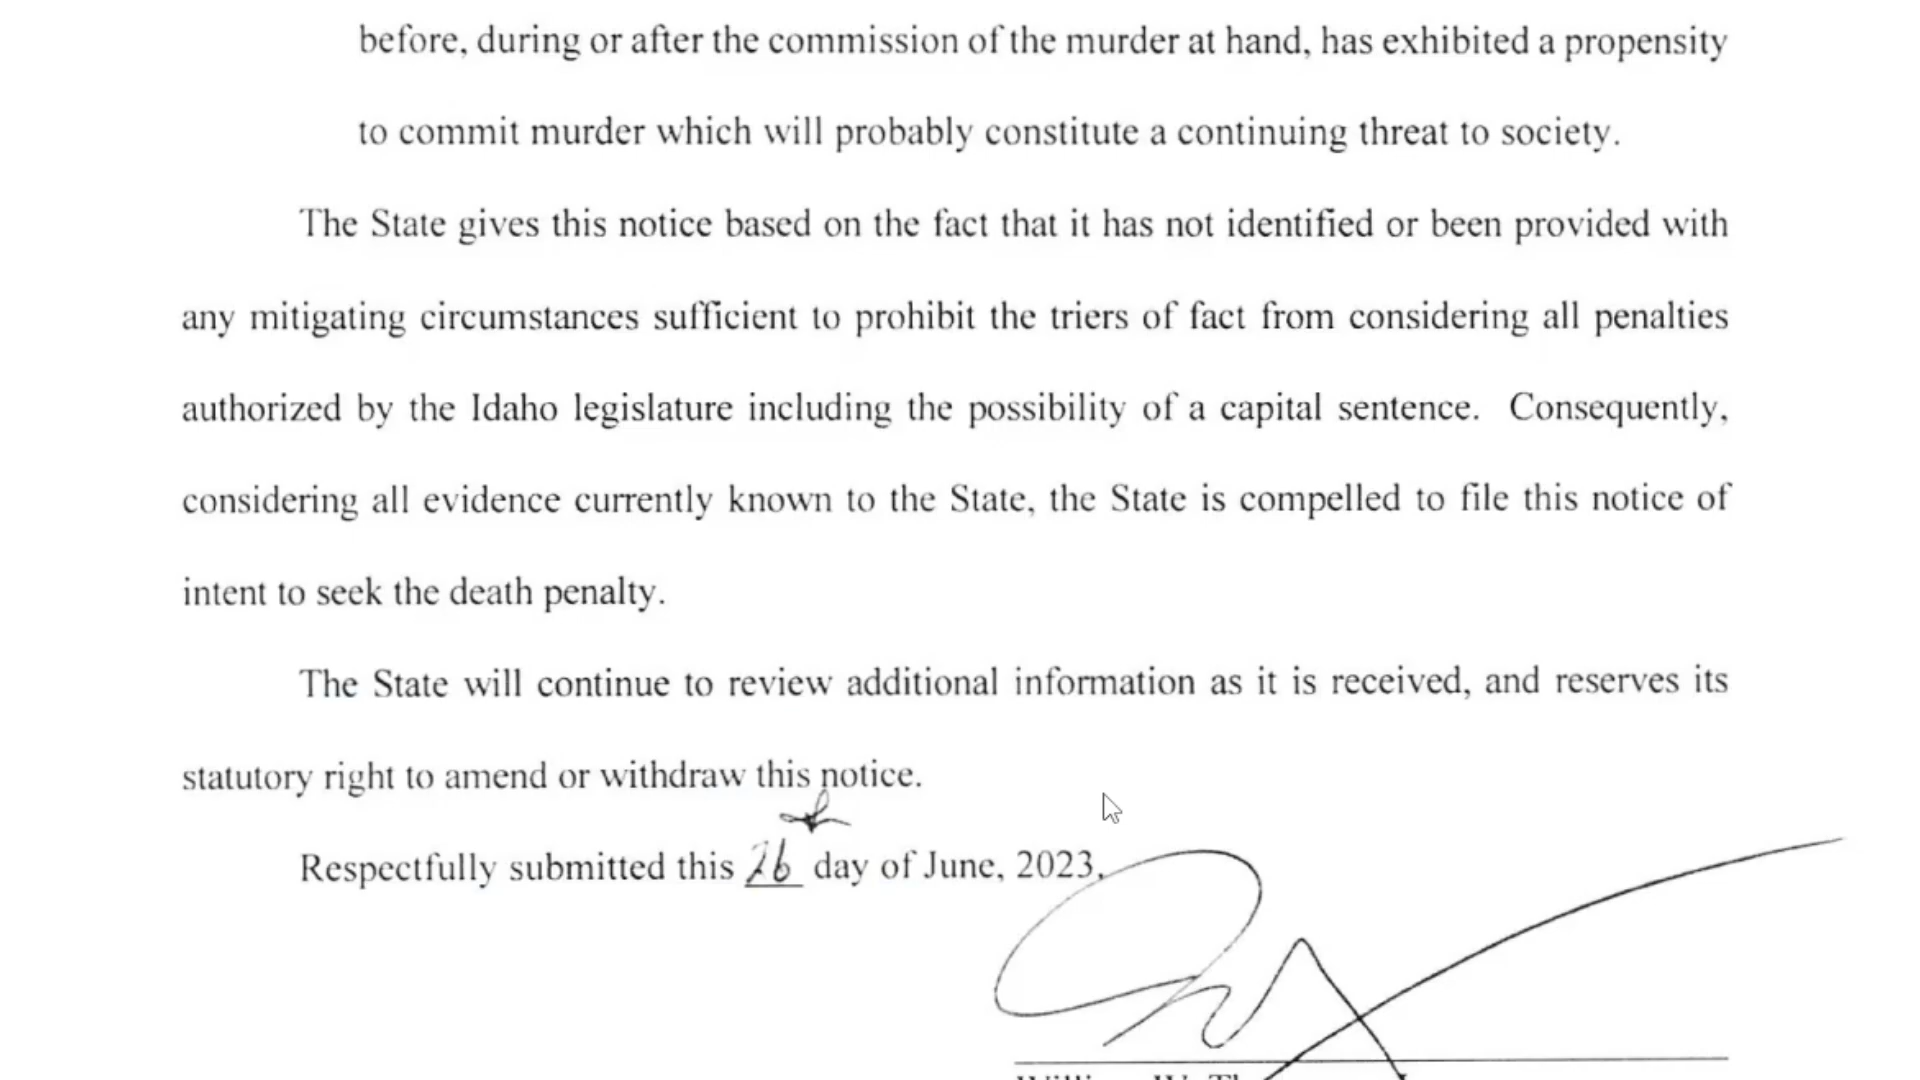 before, during or after the commission of the murder at hand, has exhibited a propensity
to commit murder which will probably constitute a continuing threat to society.
The State gives this notice based on the fact that it has not identified or been provided with
any mitigating circumstances sufficient to prohibit the triers of fact from considering all penalties
authorized by the Idaho legislature including the possibility of a capital sentence. Consequently,
considering all evidence currently known to the State, the State is compelled to file this notice of
intent to seek the death penalty.
The State will continue to review additional information as it is received, and reserves its
statutory right to amend or withdraw this notice.
Respectfully submitted this 26 day of June, 2023.
William W.